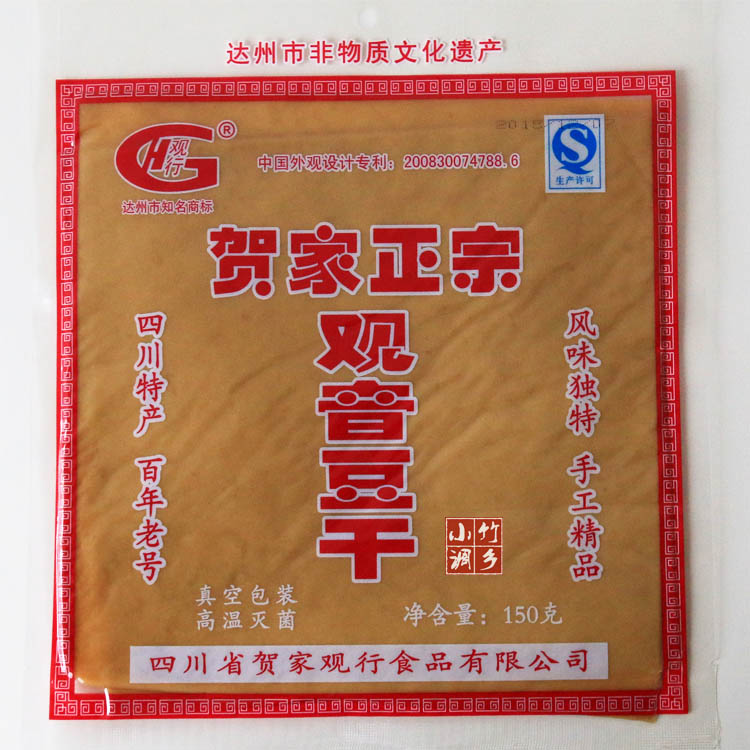 达州市非物质文化遗产
观行
HG®
达州市知名商标
中国外观设计专利：200830074788.6
生产许可
贺家正宗
观音豆干
四川特产 百年老号
风味独特 手工精品
竹乡
小调
真空包装
高温灭菌
净含量：150克
四川省贺家观行食品有限公司